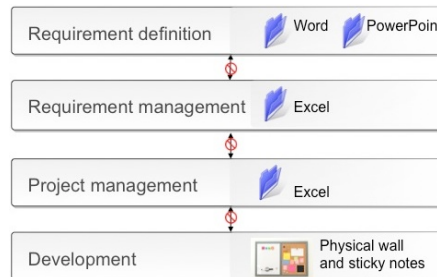 Requirement definition
Word
PowerPoin
Requirement management
Excel
Project management
Excel
Development
Physical wall
and sticky notes